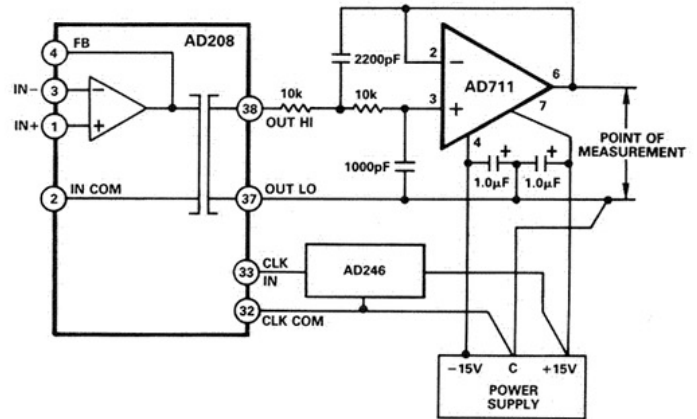 AD208
4 FB
IN− 3 −
IN+ 1 +
2 IN COM
38
OUT HI
37 OUT LO
33 CLK
IN
32
CLK COM
10k
10k
2200pF
1000pF
2 −
3 +
AD711
6
7
4
+
+
1.0μF
1.0μF
POINT OF
MEASUREMENT
AD246
−15V C +15V
POWER
SUPPLY